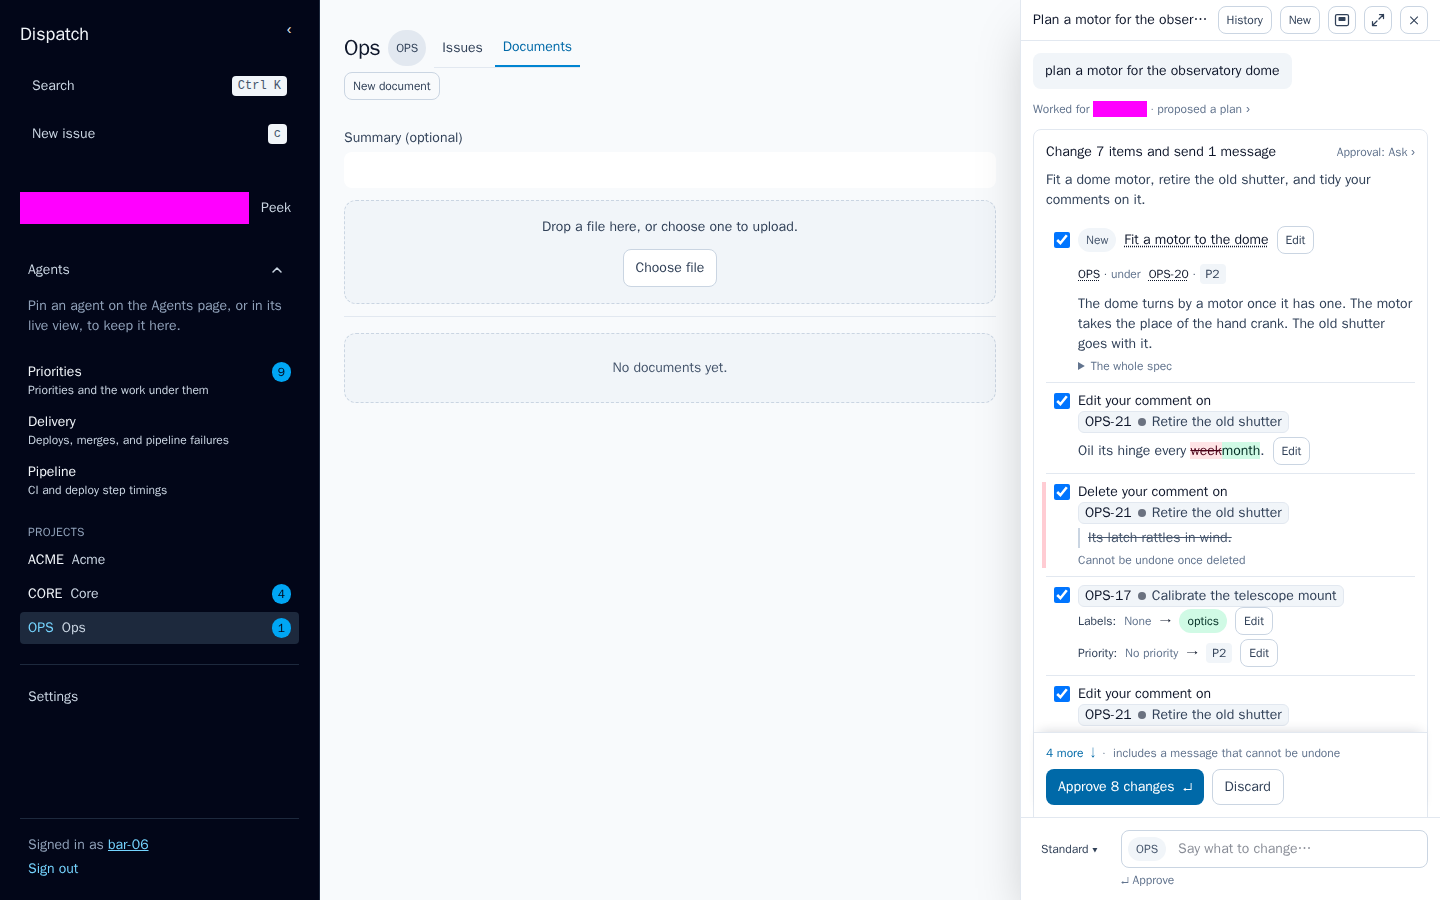 Dispatch
Search
Ctrl K
New issue
C
Peek
Agents
Pin an agent on the Agents page, or in its
live view, to keep it here.
Priorities
9
Priorities and the work under them
Delivery
Deploys, merges, and pipeline failures
Pipeline
CI and deploy step timings
PROJECTS
ACME Acme
CORE Core
4
OPS Ops
1
Settings
Signed in as bar-06
Sign out
Ops
OPS
Issues
Documents
New document
Summary (optional)
Drop a file here, or choose one to upload.
Choose file
No documents yet.
Plan a motor for the obser…
History
New
plan a motor for the observatory dome
Worked for
· proposed a plan ›
Change 7 items and send 1 message
Approval: Ask ›
Fit a dome motor, retire the old shutter, and tidy your
comments on it.
New Fit a motor to the dome Edit
OPS · under OPS-20 · P2
The dome turns by a motor once it has one. The motor
takes the place of the hand crank. The old shutter
goes with it.
▶ The whole spec
Edit your comment on
OPS-21 Retire the old shutter
Oil its hinge every weekmonth. Edit
Delete your comment on
OPS-21 Retire the old shutter
Its latch rattles in wind.
Cannot be undone once deleted
OPS-17 Calibrate the telescope mount
Labels: None → optics Edit
Priority: No priority → P2 Edit
Edit your comment on
OPS-21 Retire the old shutter
4 more ↓ · includes a message that cannot be undone
Approve 8 changes ↵
Discard
Standard ▾
OPS Say what to change…
↵ Approve